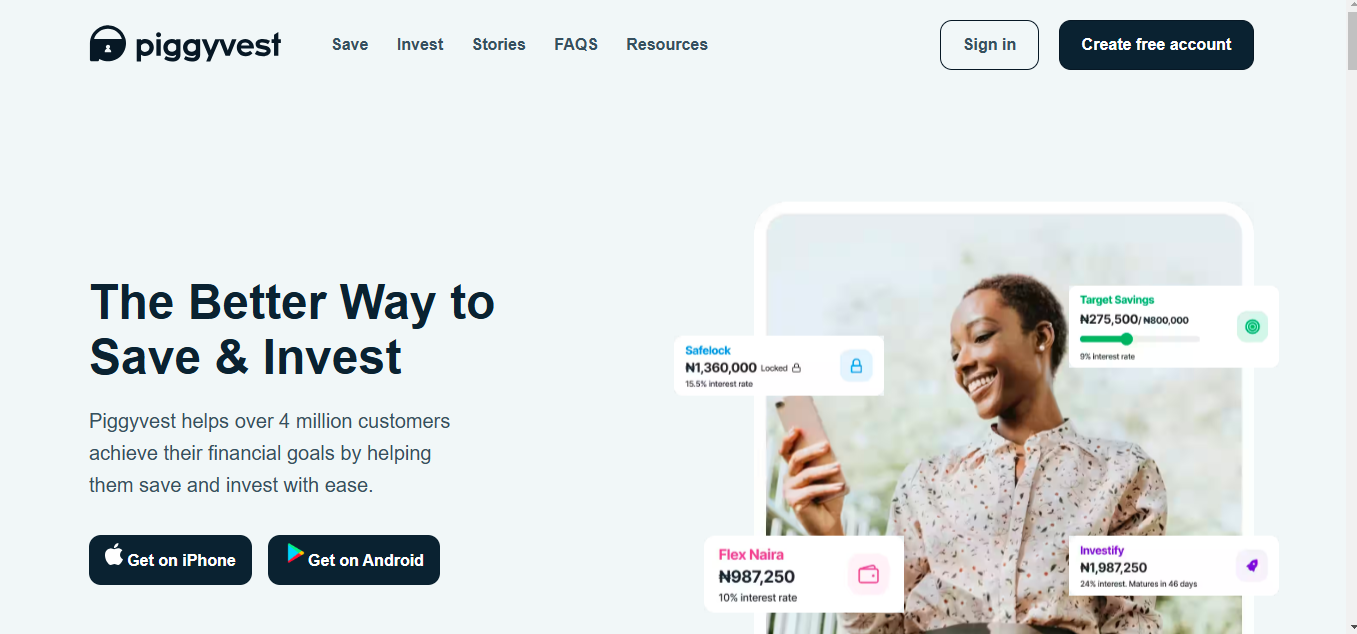 piggyvest
Save
Invest
Stories
FAQS
Resources
Sign in
Create free account
The Better Way to
Save & Invest
Piggyvest helps over 4 million customers
achieve their financial goals by helping
them save and invest with ease.
Get on iPhone
Get on Android
Target Savings
₦275,500/ ₦800,000
9% interest rate
Safelock
₦1,360,000 Locked
15.5% interest rate
Flex Naira
₦987,250
10% interest rate
Investify
₦1,987,250
24% interest. Matures in 46 days